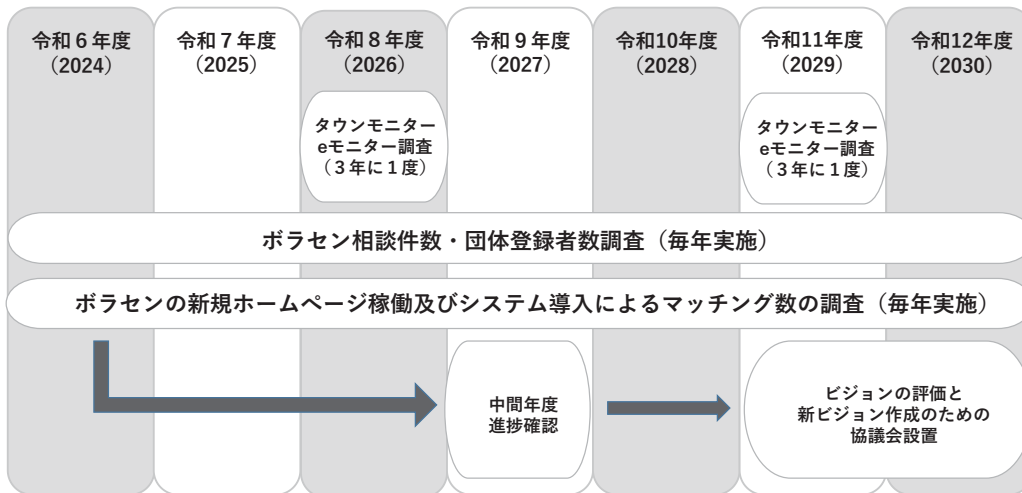 令和６年度
（2024）
令和７年度
（2025）
令和８年度
（2026）
令和９年度
（2027）
令和10年度
（2028）
令和11年度
（2029）
令和12年度
（2030）
タウンモニター
eモニター調査
（３年に１度）
タウンモニター
eモニター調査
（３年に１度）
ボラセン相談件数・団体登録者数調査（毎年実施）
ボラセンの新規ホームページ稼働及びシステム導入によるマッチング数の調査（毎年実施）
中間年度
進捗確認
ビジョンの評価と
新ビジョン作成のための
協議会設置